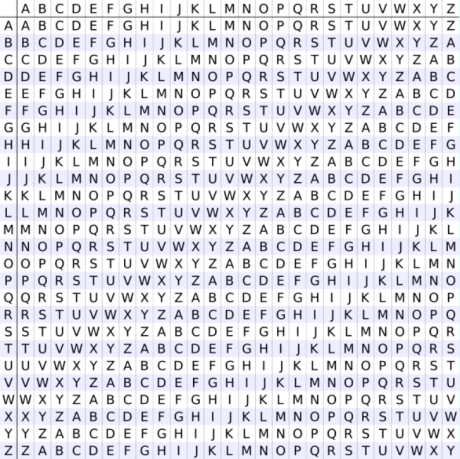 A B C D E F G H I J K L M N O P Q R S T U V W X Y Z
A A B C D E F G H I J K L M N O P Q R S T U V W X Y Z
B B C D E F G H I J K L M N O P Q R S T U V W X Y Z A
C C D E F G H I J K L M N O P Q R S T U V W X Y Z A B
D D E F G H I J K L M N O P Q R S T U V W X Y Z A B C
E E F G H I J K L M N O P Q R S T U V W X Y Z A B C D
F F G H I J K L M N O P Q R S T U V W X Y Z A B C D E
G G H I J K L M N O P Q R S T U V W X Y Z A B C D E F
H H I J K L M N O P Q R S T U V W X Y Z A B C D E F G
I I J K L M N O P Q R S T U V W X Y Z A B C D E F G H
J J K L M N O P Q R S T U V W X Y Z A B C D E F G H I
K K L M N O P Q R S T U V W X Y Z A B C D E F G H I J
L L M N O P Q R S T U V W X Y Z A B C D E F G H I J K
M M N O P Q R S T U V W X Y Z A B C D E F G H I J K L
N N O P Q R S T U V W X Y Z A B C D E F G H I J K L M
O O P Q R S T U V W X Y Z A B C D E F G H I J K L M N
P P Q R S T U V W X Y Z A B C D E F G H I J K L M N O
Q Q R S T U V W X Y Z A B C D E F G H I J K L M N O P
R R S T U V W X Y Z A B C D E F G H I J K L M N O P Q
S S T U V W X Y Z A B C D E F G H I J K L M N O P Q R
T T U V W X Y Z A B C D E F G H I J K L M N O P Q R S
U U V W X Y Z A B C D E F G H I J K L M N O P Q R S T
V V W X Y Z A B C D E F G H I J K L M N O P Q R S T U
W W X Y Z A B C D E F G H I J K L M N O P Q R S T U V
X X Y Z A B C D E F G H I J K L M N O P Q R S T U V W
Y Y Z A B C D E F G H I J K L M N O P Q R S T U V W X
Z Z A B C D E F G H I J K L M N O P Q R S T U V W X Y